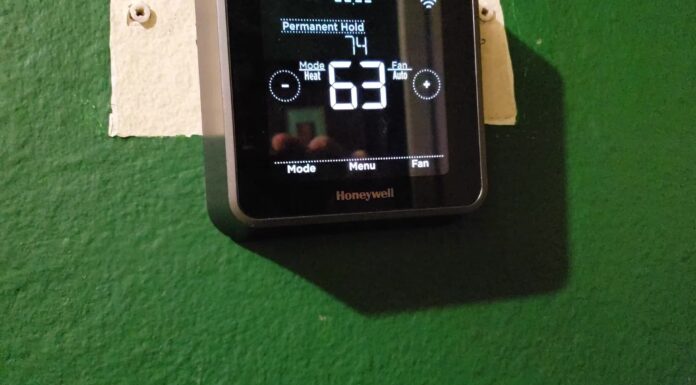 Permanent Hold
74
Mode Fan
Heat 63 Auto
- +
Mode Menu Fan
Honeywell